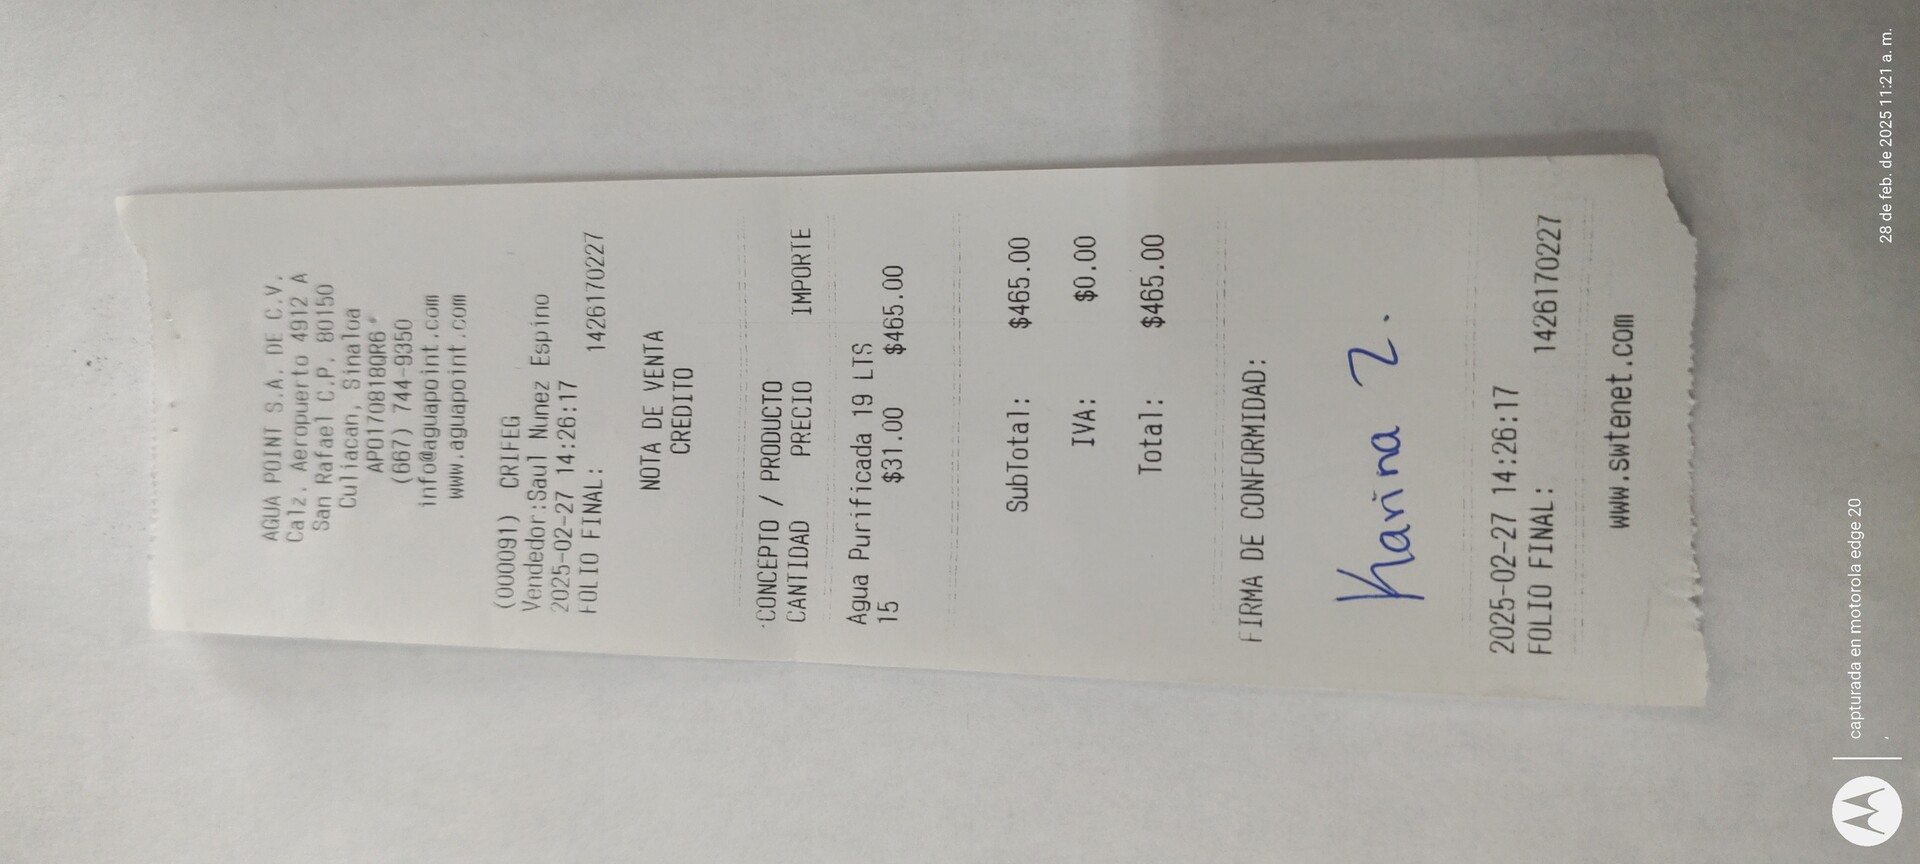 AGUA POINT S.A. DE C.V.
Calz. Aeropuerto 4912 A
San Rafael C.P. 80150
Culiacan, Sinaloa
APO170818QR6
(667) 744-9350
info@aguapoint.com
www.aguapoint.com
(000091) CRIFEG
Vendedor:Saul Nunez Espino
2025-02-27 14:26:17
FOLIO FINAL: 1426170227
NOTA DE VENTA
CREDITO
CONCEPTO / PRODUCTO
CANTIDAD PRECIO IMPORTE
Agua Purificada 19 LTS
15 $31.00 $465.00
SubTotal: $465.00
IVA: $0.00
Total: $465.00
FIRMA DE CONFORMIDAD:
Karina Z.
2025-02-27 14:26:17
FOLIO FINAL: 1426170227
www.swtenet.com
capturada en motorola edge 20
28 de feb. de 2025 11:21 a. m.